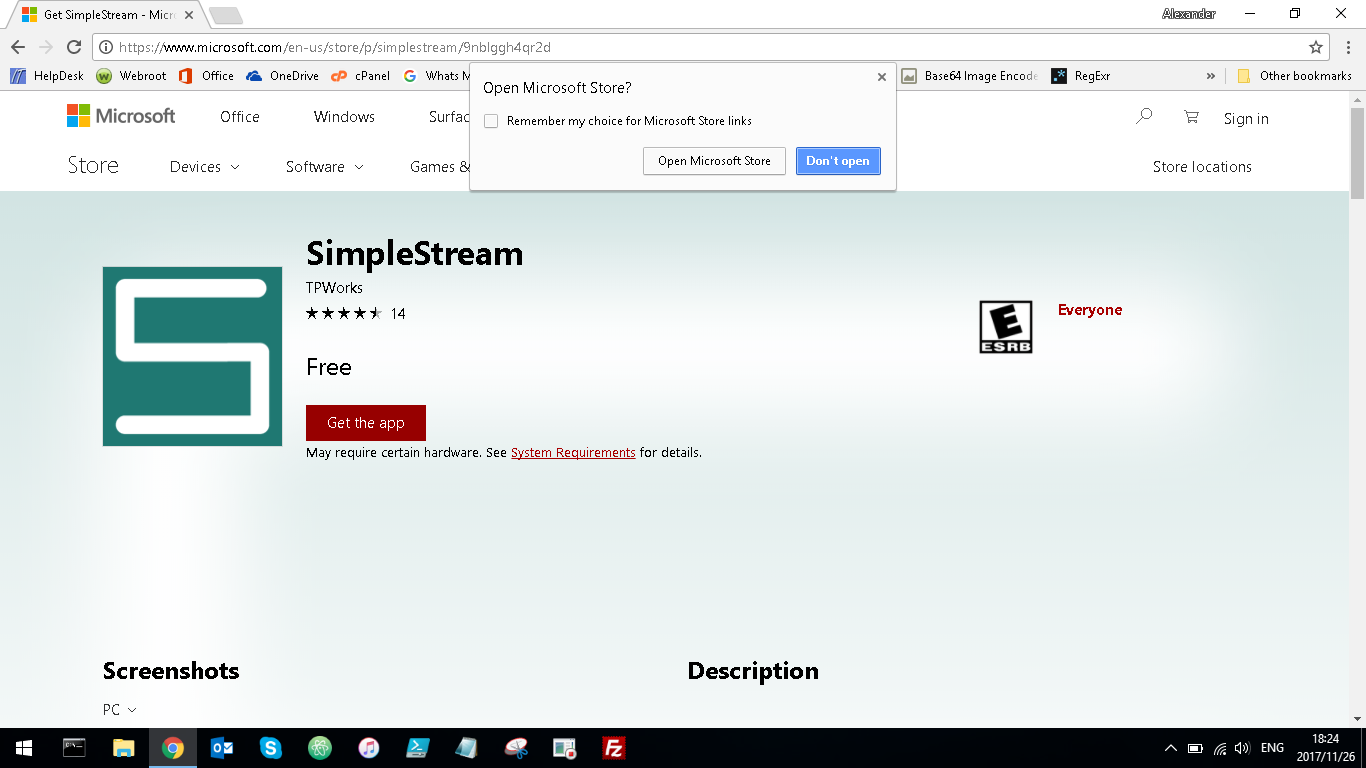 Get SimpleStream - Micr
Alexander
https://www.microsoft.com/en-us/store/p/simplestream/9nblggh4qr2d
HelpDesk Webroot Office OneDrive cPanel Whats M Base64 Image Encode RegExr » Other bookmarks
Open Microsoft Store?
Remember my choice for Microsoft Store links
Open Microsoft Store Don't open
Microsoft Office Windows Surfac Sign in
Store Devices Software Games & Store locations
SimpleStream
TPWorks
14
Everyone
E
ESRB
Free
Get the app
May require certain hardware. See System Requirements for details.
Screenshots Description
PC
ENG 18:24
2017/11/26